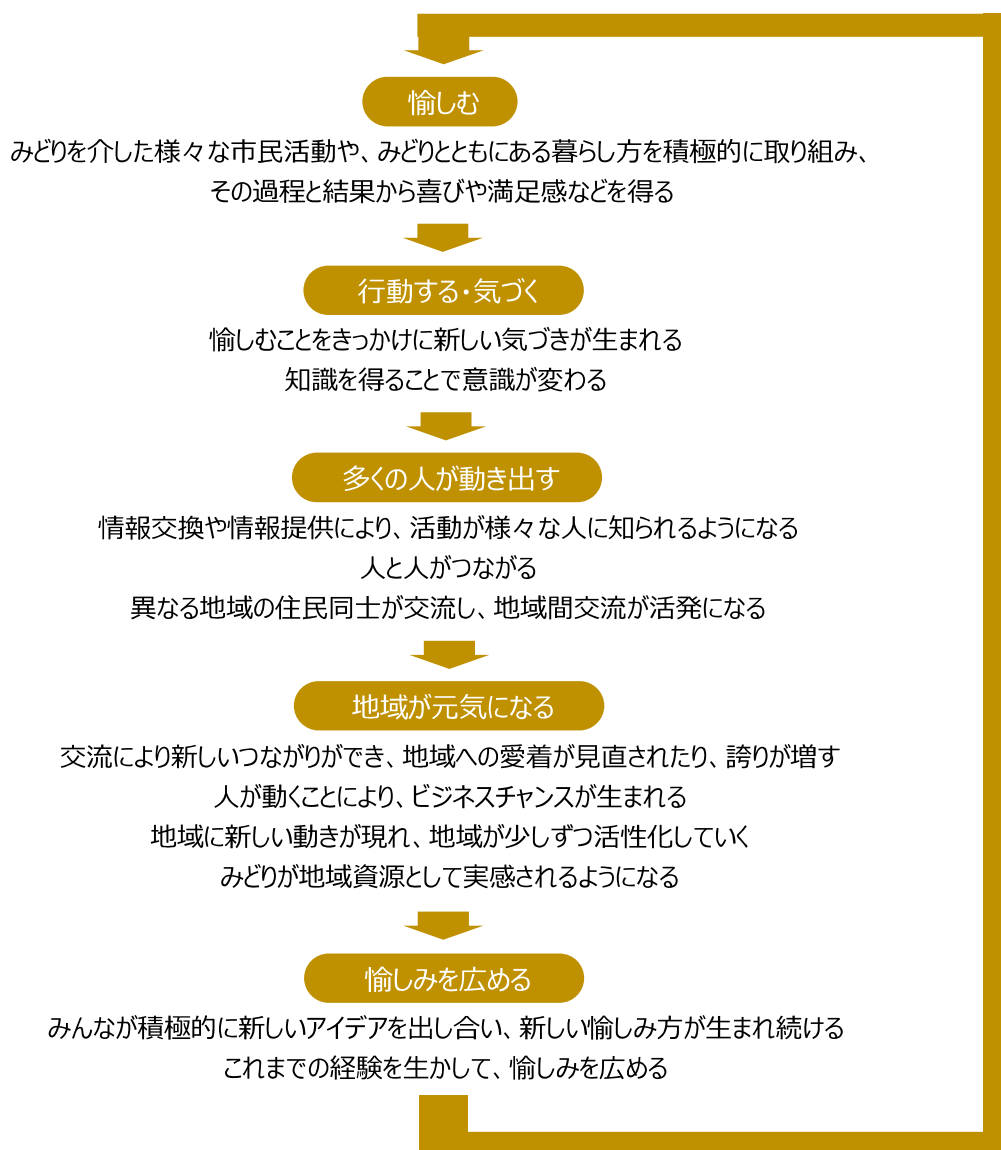 愉しむ
みどりを介した様々な市民活動や、みどりとともにある暮らし方を積極的に取り組み、
その過程と結果から喜びや満足感などを得る
行動する・気づく
愉しむことをきっかけに新しい気づきが生まれる
知識を得ることで意識が変わる
多くの人が動き出す
情報交換や情報提供により、活動が様々な人に知られるようになる
人と人がつながる
異なる地域の住民同士が交流し、地域間交流が活発になる
地域が元気になる
交流により新しいつながりができ、地域への愛着が見直されたり、誇りが増す
人が動くことにより、ビジネスチャンスが生まれる
地域に新しい動きが現れ、地域が少しずつ活性化していく
みどりが地域資源として実感されるようになる
愉しみを広める
みんなが積極的に新しいアイデアを出し合い、新しい愉しみ方が生まれ続ける
これまでの経験を生かして、愉しみを広める